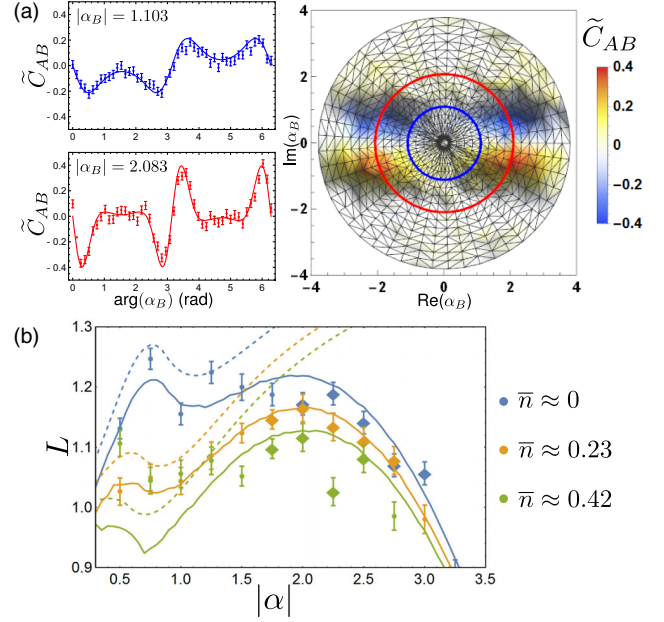 (a)
|α_B| = 1.103
C̃_AB
0.4
0.2
0.0
-0.2
-0.4
0 1 2 3 4 5 6
|α_B| = 2.083
C̃_AB
0.4
0.2
0.0
-0.2
-0.4
0 1 2 3 4 5 6
arg(α_B) (rad)
Im(α_B)
4
2
0
−2
−4
−4 −2 0 2 4
Re(α_B)
C̃_AB
0.4
0.2
0
−0.2
−0.4
(b)
L
1.3
1.2
1.1
1.0
0.9
0.5 1.0 1.5 2.0 2.5 3.0 3.5
|α|
n̅ ≈ 0
n̅ ≈ 0.23
n̅ ≈ 0.42